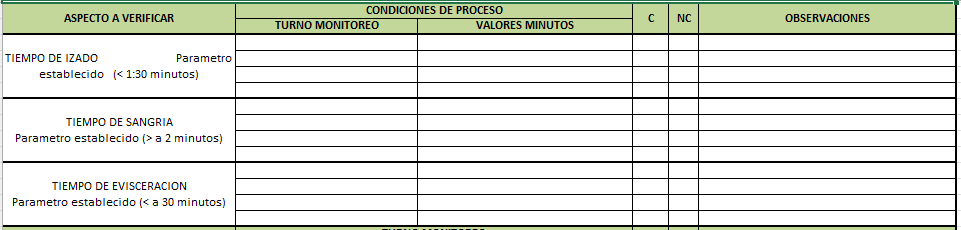 ASPECTO A VERIFICAR
CONDICIONES DE PROCESO
TURNO MONITOREO
VALORES MINUTOS
C
NC
OBSERVACIONES
TIEMPO DE IZADO Parametro
establecido (< 1:30 minutos)
TIEMPO DE SANGRIA
Parametro establecido (> a 2 minutos)
TIEMPO DE EVISCERACION
Parametro establecido (< a 30 minutos)